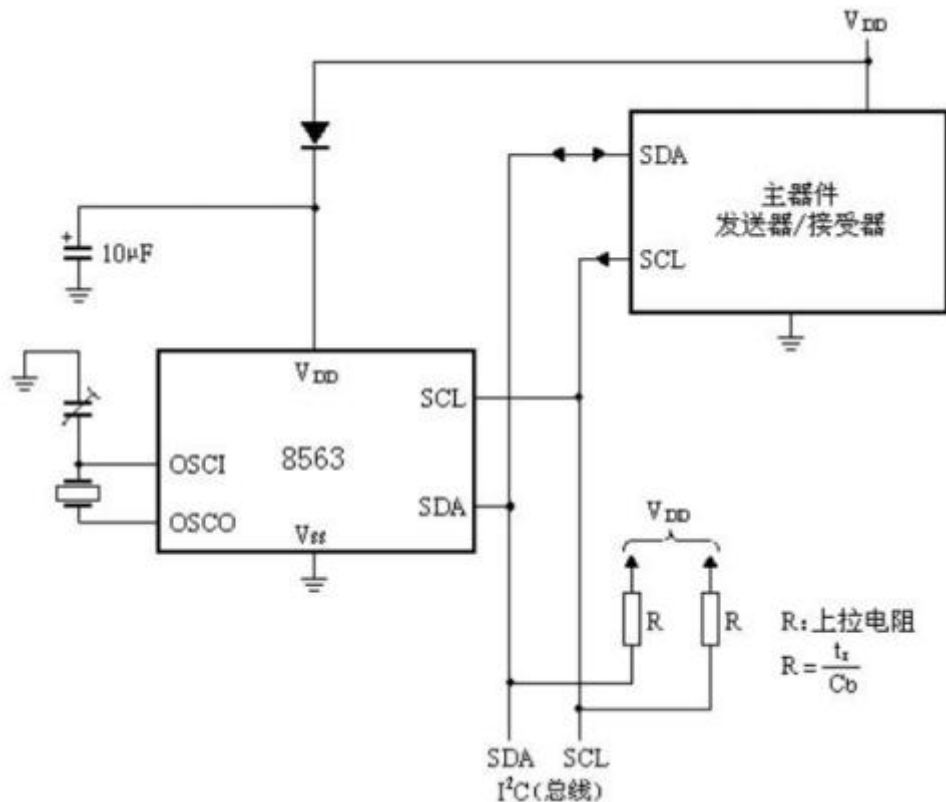 VDD
SDA
主器件
发送器/接受器
SCL
+
10μF
VDD
SCL
OSCI
8563
SDA
OSCO
Vss
VDD
R
R
R:上拉电阻
R = tr/Cb
SDA SCL
I²C(总线)